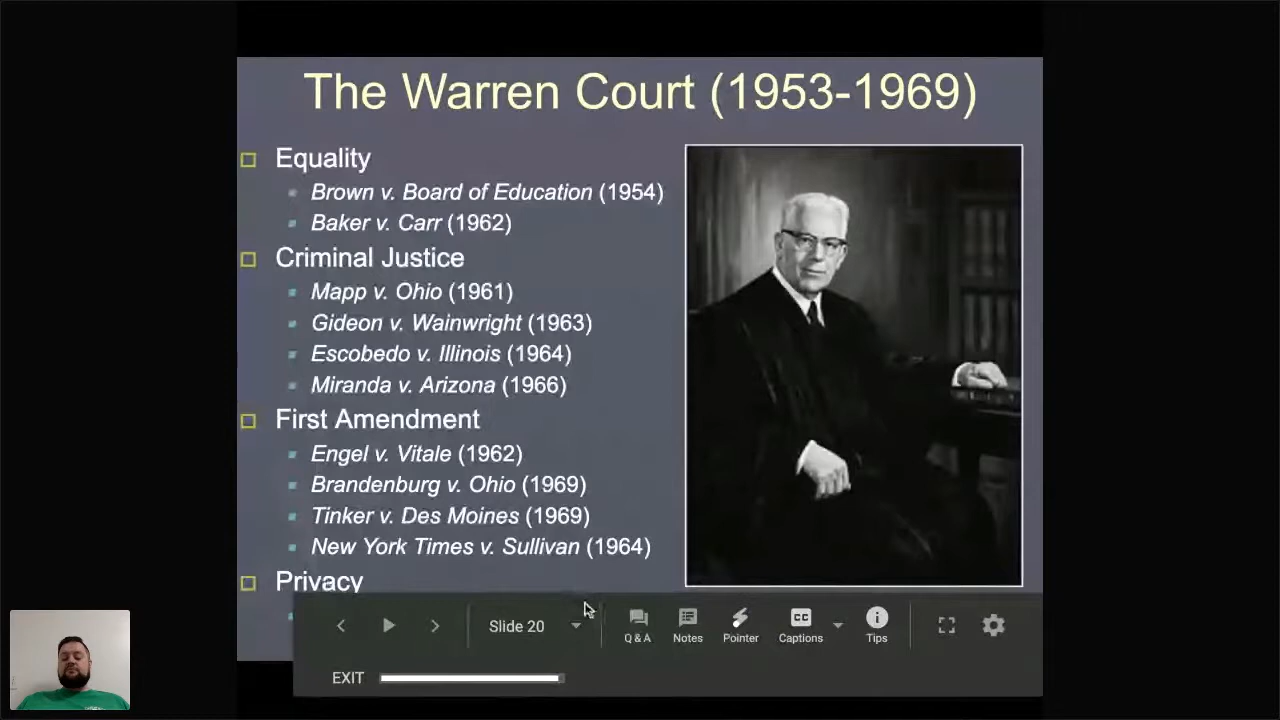 The Warren Court (1953-1969)
Equality
Brown v. Board of Education (1954)
Baker v. Carr (1962)
Criminal Justice
Mapp v. Ohio (1961)
Gideon v. Wainwright (1963)
Escobedo v. Illinois (1964)
Miranda v. Arizona (1966)
First Amendment
Engel v. Vitale (1962)
Brandenburg v. Ohio (1969)
Tinker v. Des Moines (1969)
New York Times v. Sullivan (1964)
Privacy
Slide 20
Q & A
Notes
Pointer
CC
Captions
Tips
EXIT